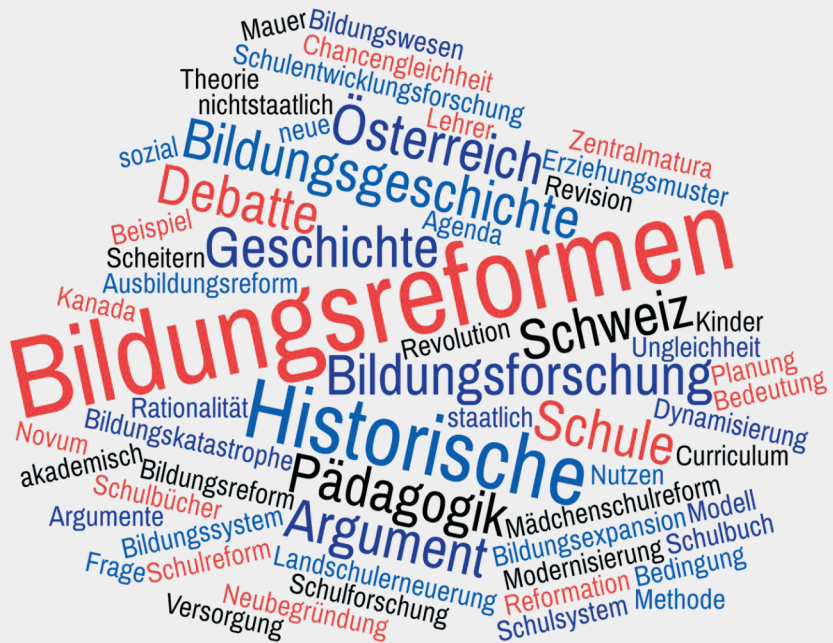 Mauer
Bildungswesen
Chancengleichheit
Schulentwicklungsforschung
Theorie
nichtstaatlich
Lehrer
neue
Österreich
Zentralmatura
sozial
Bildungsgeschichte
Erziehungsmuster
Debatte
Revision
Beispiel
Agenda
Scheitern
Geschichte
Ausbildungsreform
Bildungsreformen
Kanada
Revolution
Schweiz
Kinder
Ungleichheit
Bildungsforschung
Planung
Bedeutung
Rationalität
Historische
staatlich
Schule
Dynamisierung
Bildungskatastrophe
Novum
akademisch
Curriculum
Bildungsreform
Pädagogik
Nutzen
Schulbücher
Mädchenschulreform
Argumente
Argument
Modell
Bildungssystem
Bildungsexpansion
Schulbuch
Frage
Schulreform
Landschulerneuerung
Modernisierung
Bedingung
Schulforschung
Reformation
Versorgung
Neubegründung
Schulsystem
Methode